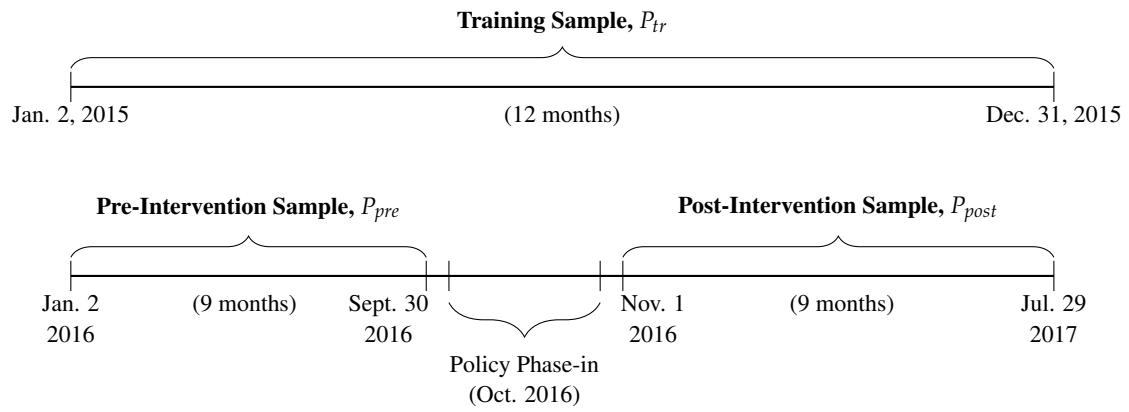 Training Sample, P_tr
Jan. 2, 2015 (12 months) Dec. 31, 2015
Pre-Intervention Sample, P_pre Post-Intervention Sample, P_post
Jan. 2 (9 months) Sept. 30 Nov. 1 (9 months) Jul. 29
2016 2016 2016 2017
Policy Phase-in
(Oct. 2016)